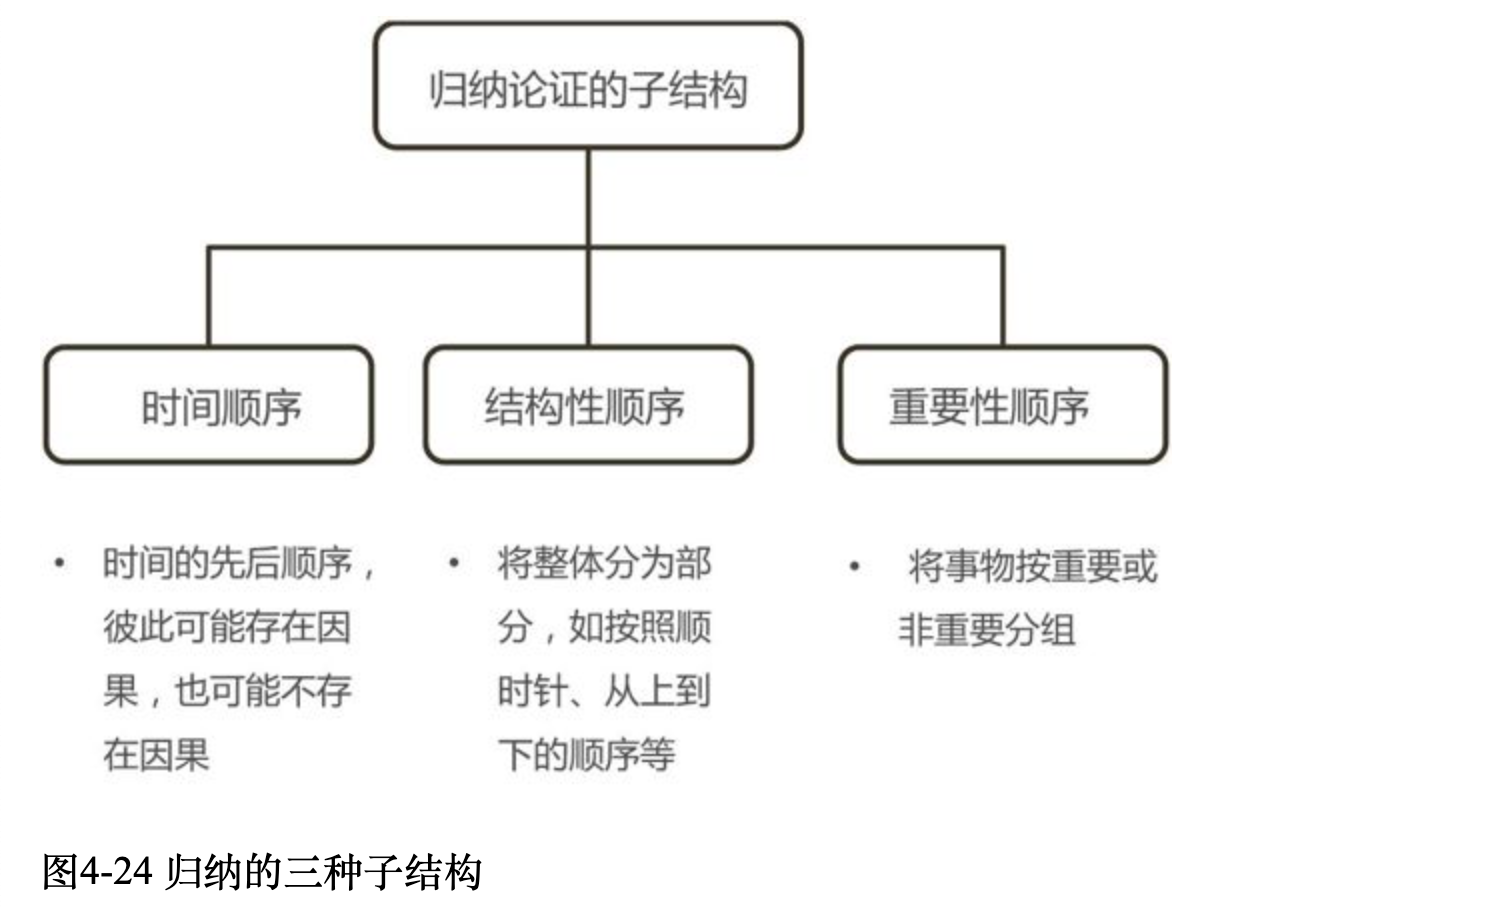 归纳论证的子结构
时间顺序
结构性顺序
重要性顺序
• 时间的先后顺序，
彼此可能存在因
果，也可能不存
在因果
• 将整体分为部
分，如按照顺
时针、从上到
下的顺序等
• 将事物按重要或
非重要分组
图4-24 归纳的三种子结构